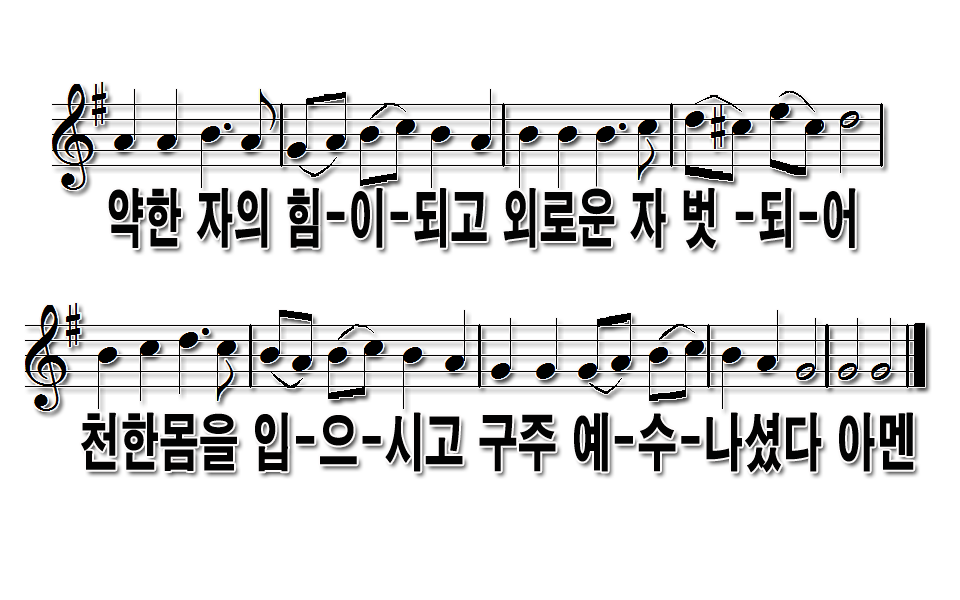 약한 자의 힘-이-되고 외로운 자 벗 -되-어
천한몸을 입-으-시고 구주 예-수-나셨다 아멘